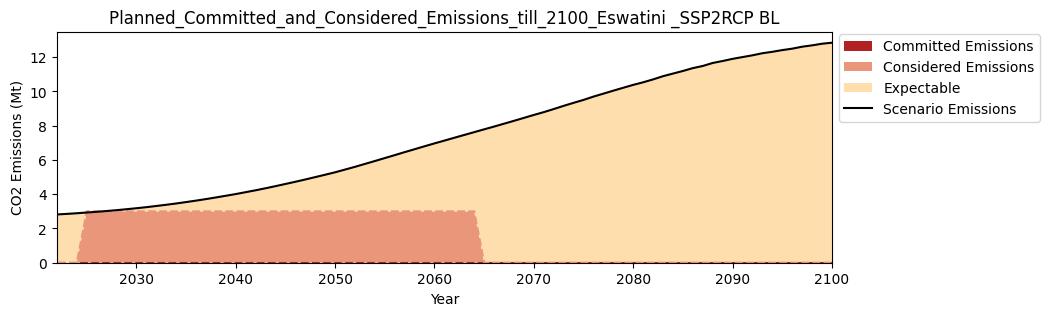 Planned_Committed_and_Considered_Emissions_till_2100_Eswatini _SSP2RCP BL
CO2 Emissions (Mt)
12
10
8
6
4
2
0
2030 2040 2050 2060 2070 2080 2090 2100
Year
Committed Emissions
Considered Emissions
Expectable
Scenario Emissions